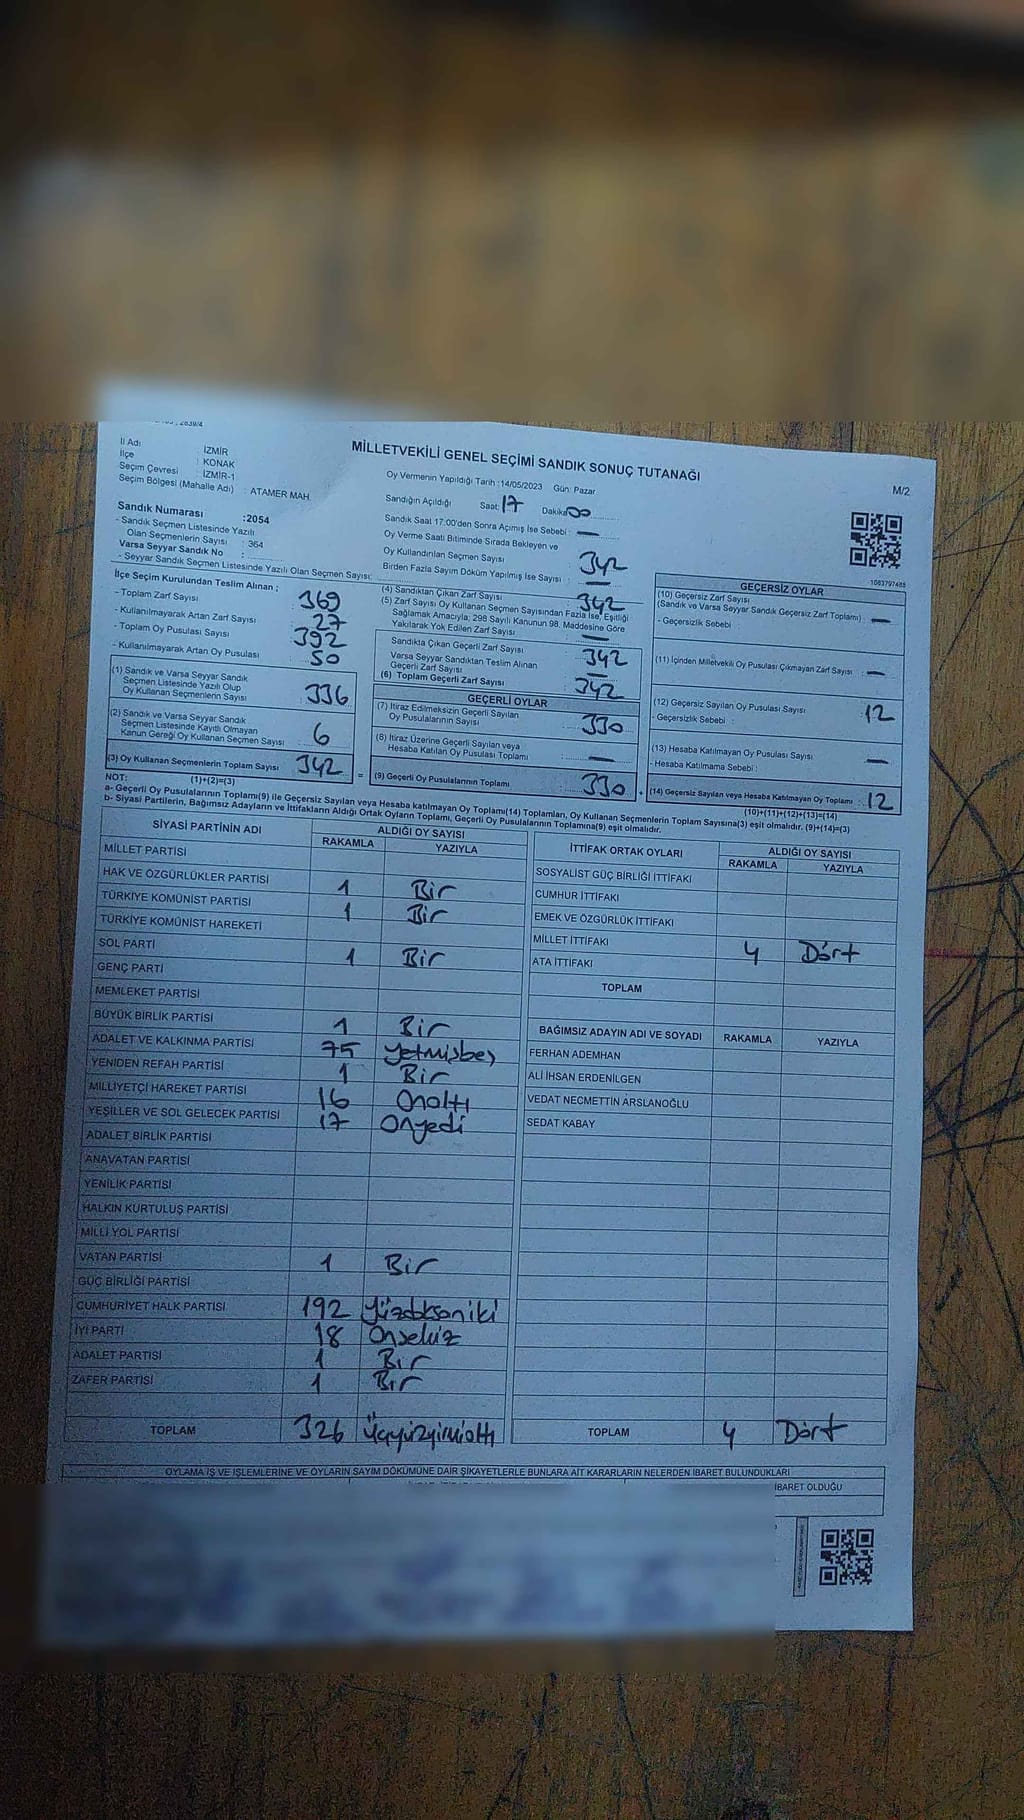 MİLLETVEKİLİ GENEL SEÇİMİ SANDIK SONUÇ TUTANAĞI
M/2
İl Adı : İZMİR
İlçe : KONAK
Seçim Çevresi : İZMİR-1
Seçim Bölgesi (Mahalle Adı) : ATAMER MAH.
Sandık Numarası :2054
- Sandık Seçmen Listesinde Yazılı
Olan Seçmenlerin Sayısı : 364
Varsa Seyyar Sandık No :
- Seyyar Sandık Seçmen Listesinde Yazılı Olan Seçmen Sayısı:
Oy Vermenin Yapıldığı Tarih :14/05/2023 Gün: Pazar
Sandığın Açıldığı Saat: 17 Dakika: 00
Sandık Saat 17:00'den Sonra Açımış İse Sebebi : —
Oy Verme Saati Bitiminde Sırada Bekleyen ve
Oy Kullandırılan Seçmen Sayısı : 342
Birden Fazla Sayım Döküm Yapılmış İse Sayısı : —
1083797485
İlçe Seçim Kurulundan Teslim Alınan :
- Toplam Zarf Sayısı : 369
- Kullanılmayarak Artan Zarf Sayısı : 27
- Toplam Oy Pusulası Sayısı : 392
- Kullanılmayarak Artan Oy Pusulası : 50
(1) Sandık ve Varsa Seyyar Sandık
Seçmen Listesinde Yazılı Olup
Oy Kullanan Seçmenlerin Sayısı : 336
(2) Sandık ve Varsa Seyyar Sandık
Seçmen Listesinde Kayıtlı Olmayan
Kanun Gereği Oy Kullanan Seçmen Sayısı : 6
(3) Oy Kullanan Seçmenlerin Toplam Sayısı : 342
(4) Sandıktan Çıkan Zarf Sayısı : 342
(5) Zarf Sayısı Oy Kullanan Seçmen Sayısından Fazla İse, Eşitliği
Sağlamak Amacıyla; 298 Sayılı Kanunun 98. Maddesine Göre
Yakılarak Yok Edilen Zarf Sayısı : —
Sandıkta Çıkan Geçerli Zarf Sayısı : 342
Varsa Seyyar Sandıktan Teslim Alınan
Geçerli Zarf Sayısı : —
(6) Toplam Geçerli Zarf Sayısı : 342
GEÇERLİ OYLAR
(7) İtiraz Edilmeksizin Geçerli Sayılan
Oy Pusulalarının Sayısı : 330
(8) İtiraz Üzerine Geçerli Sayılan veya
Hesaba Katılan Oy Pusulası Toplamı : —
= (9) Geçerli Oy Pusulalarının Toplamı : 330
GEÇERSİZ OYLAR
(10) Geçersiz Zarf Sayısı
(Sandık ve Varsa Seyyar Sandık Geçersiz Zarf Toplamı) : —
- Geçersizlik Sebebi :
(11) İçinden Milletvekili Oy Pusulası Çıkmayan Zarf Sayısı : —
(12) Geçersiz Sayılan Oy Pusulası Sayısı : 12
- Geçersizlik Sebebi :
(13) Hesaba Katılmayan Oy Pusulası Sayısı : —
- Hesaba Katılmama Sebebi :
+ (14) Geçersiz Sayılan veya Hesaba Katılmayan Oy Toplamı : 12
NOT: (1)+(2)=(3) (10)+(11)+(12)+(13)=(14)
a- Geçerli Oy Pusulalarının Toplamı(9) ile Geçersiz Sayılan veya Hesaba katılmayan Oy Toplamı(14) Toplamları, Oy Kullanan Seçmenlerin Toplam Sayısına(3) eşit olmalıdır. (9)+(14)=(3)
b- Siyasi Partilerin, Bağımsız Adayların ve İttifakların Aldığı Ortak Oyların Toplamı, Geçerli Oy Pusulalarının Toplamına(9) eşit olmalıdır.
SİYASİ PARTİNİN ADI ALDIĞI OY SAYISI
RAKAMLA YAZIYLA
MİLLET PARTİSİ
HAK VE ÖZGÜRLÜKLER PARTİSİ 1 Bir
TÜRKİYE KOMÜNİST PARTİSİ 1 Bir
TÜRKİYE KOMÜNİST HAREKETİ
SOL PARTİ 1 Bir
GENÇ PARTİ
MEMLEKET PARTİSİ
BÜYÜK BİRLİK PARTİSİ 1 Bir
ADALET VE KALKINMA PARTİSİ 75 yetmişbeş
YENİDEN REFAH PARTİSİ 1 Bir
MİLLİYETÇİ HAREKET PARTİSİ 16 Onaltı
YEŞİLLER VE SOL GELECEK PARTİSİ 17 Onyedi
ADALET BİRLİK PARTİSİ
ANAVATAN PARTİSİ
YENİLİK PARTİSİ
HALKIN KURTULUŞ PARTİSİ
MİLLİ YOL PARTİSİ
VATAN PARTİSİ 1 Bir
GÜÇ BİRLİĞİ PARTİSİ
CUMHURİYET HALK PARTİSİ 192 yüzdoksaniki
İYİ PARTİ 18 Onsekiz
ADALET PARTİSİ 1 Bir
ZAFER PARTİSİ 1 Bir
TOPLAM 326 Üçyüzyirmialtı
İTTİFAK ORTAK OYLARI ALDIĞI OY SAYISI
RAKAMLA YAZIYLA
SOSYALİST GÜÇ BİRLİĞİ İTTİFAKI
CUMHUR İTTİFAKI
EMEK VE ÖZGÜRLÜK İTTİFAKI
MİLLET İTTİFAKI 4 Dört
ATA İTTİFAKI
TOPLAM
BAĞIMSIZ ADAYIN ADI VE SOYADI RAKAMLA YAZIYLA
FERHAN ADEMHAN
ALİ İHSAN ERDENİLGEN
VEDAT NECMETTİN ARSLANOĞLU
SEDAT KABAY
TOPLAM 4 Dört
OYLAMA İŞ VE İŞLEMLERİNE VE OYLARIN SAYIM DÖKÜMÜNE DAİR ŞİKAYETLERLE BUNLARA AİT KARARLARIN NELERDEN İBARET BULUNDUKLARI
İBARET OLDUĞU